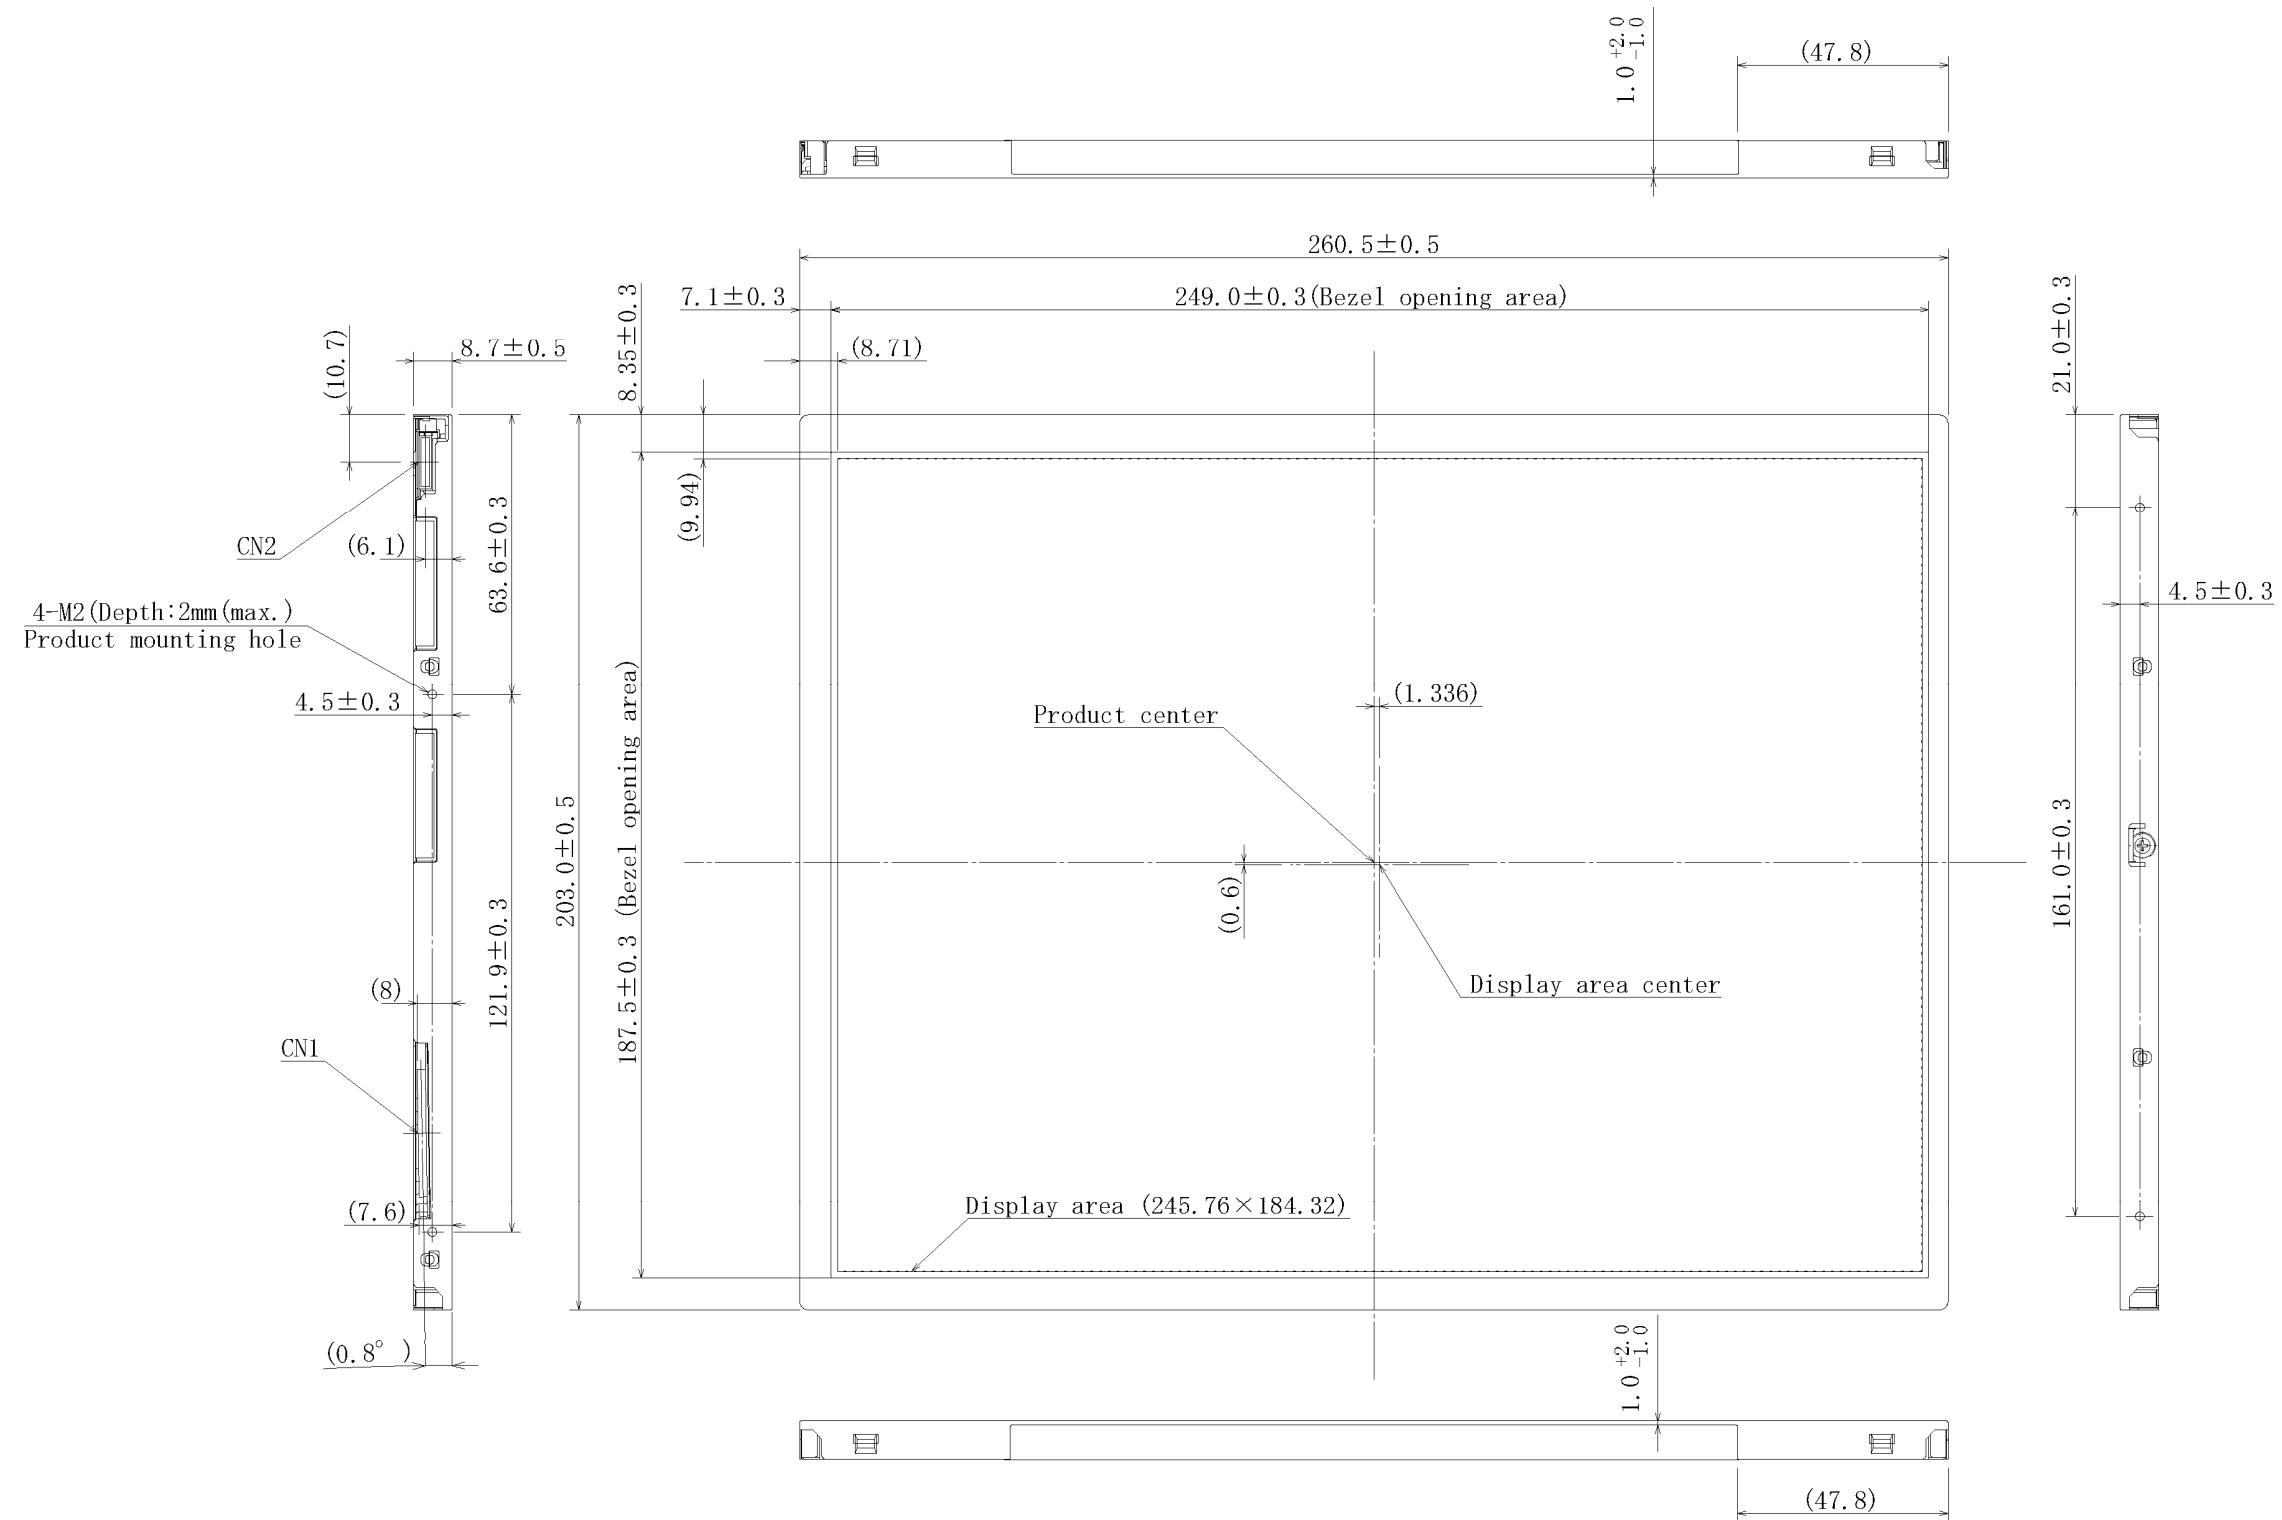 1.0 +2.0 -1.0
(47.8)
260.5±0.5
7.1±0.3
249.0±0.3(Bezel opening area)
8.35±0.3
(8.71)
21.0±0.3
(10.7)
8.7±0.5
(9.94)
CN2
(6.1)
63.6±0.3
4-M2(Depth:2mm(max.)
Product mounting hole
4.5±0.3
4.5±0.3
(1.336)
Product center
187.5±0.3 (Bezel opening area)
203.0±0.5
161.0±0.3
(0.6)
121.9±0.3
(8)
Display area center
CN1
(7.6)
Display area (245.76×184.32)
(0.8° )
1.0 +2.0 -1.0
(47.8)